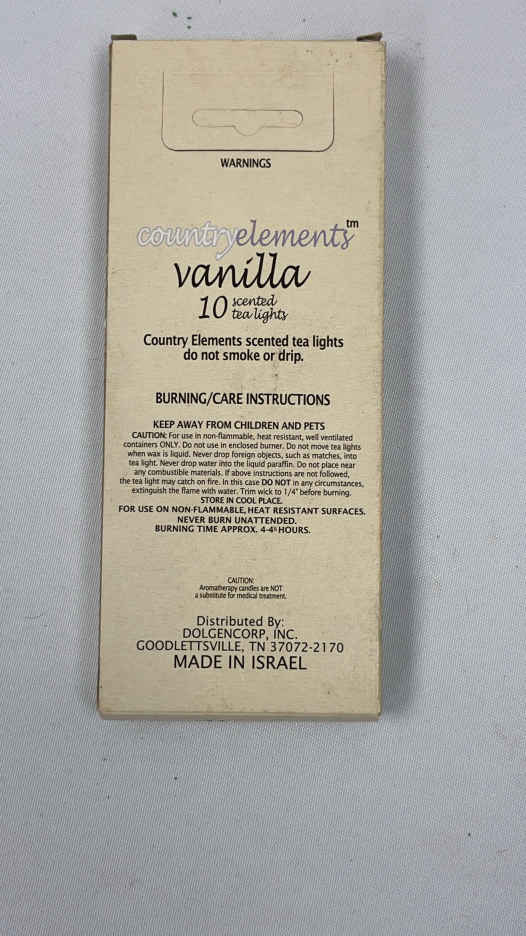 WARNINGS
countryelements™
vanilla
10 scented
tea lights
Country Elements scented tea lights
do not smoke or drip.
BURNING/CARE INSTRUCTIONS
KEEP AWAY FROM CHILDREN AND PETS
CAUTION: For use in non-flammable, heat resistant, well ventilated
containers ONLY. Do not use in enclosed burner. Do not move tea lights
when wax is liquid. Never drop foreign objects, such as matches, into
tea light. Never drop water into the liquid paraffin. Do not place near
any combustible materials. If above instructions are not followed,
the tea light may catch on fire. In this case DO NOT in any circumstances,
extinguish the flame with water. Trim wick to 1/4" before burning.
STORE IN COOL PLACE.
FOR USE ON NON-FLAMMABLE, HEAT RESISTANT SURFACES.
NEVER BURN UNATTENDED.
BURNING TIME APPROX. 4-4½ HOURS.
CAUTION:
Aromatherapy candles are NOT
a substitute for medical treatment.
Distributed By:
DOLGENCORP, INC.
GOODLETTSVILLE, TN 37072-2170
MADE IN ISRAEL